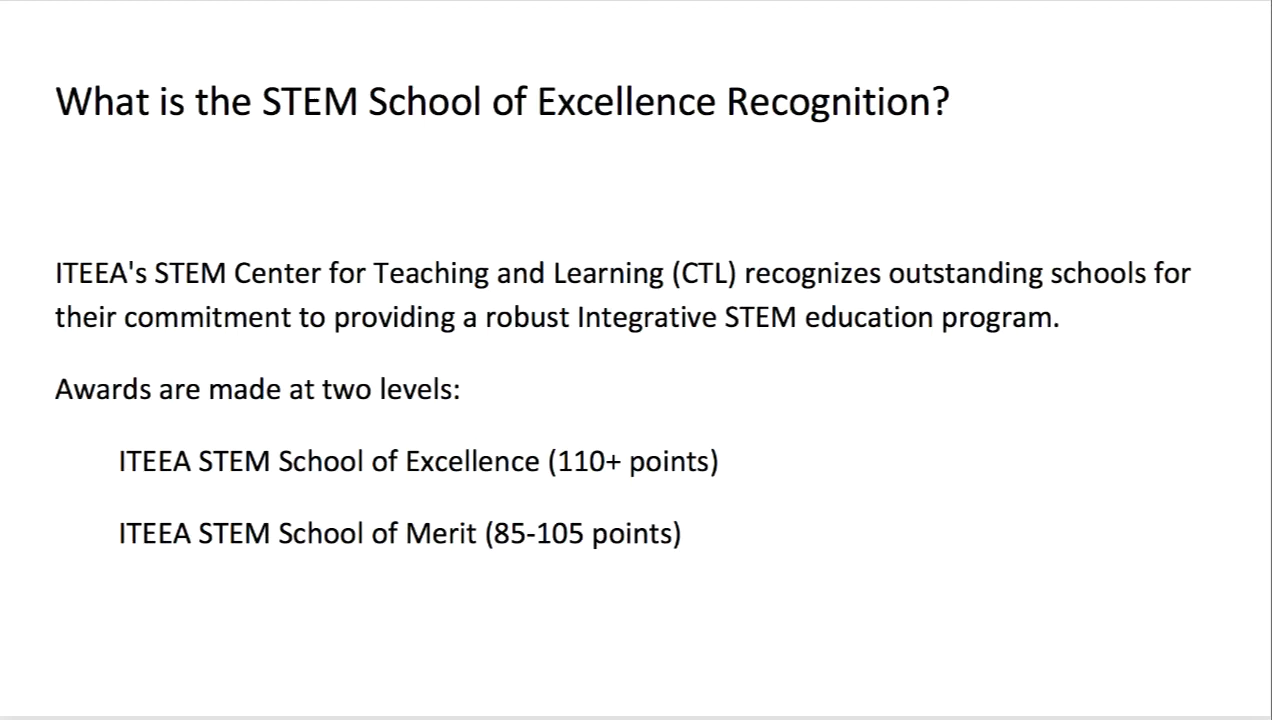 What is the STEM School of Excellence Recognition?
ITEEA's STEM Center for Teaching and Learning (CTL) recognizes outstanding schools for
their commitment to providing a robust Integrative STEM education program.
Awards are made at two levels:
ITEEA STEM School of Excellence (110+ points)
ITEEA STEM School of Merit (85-105 points)